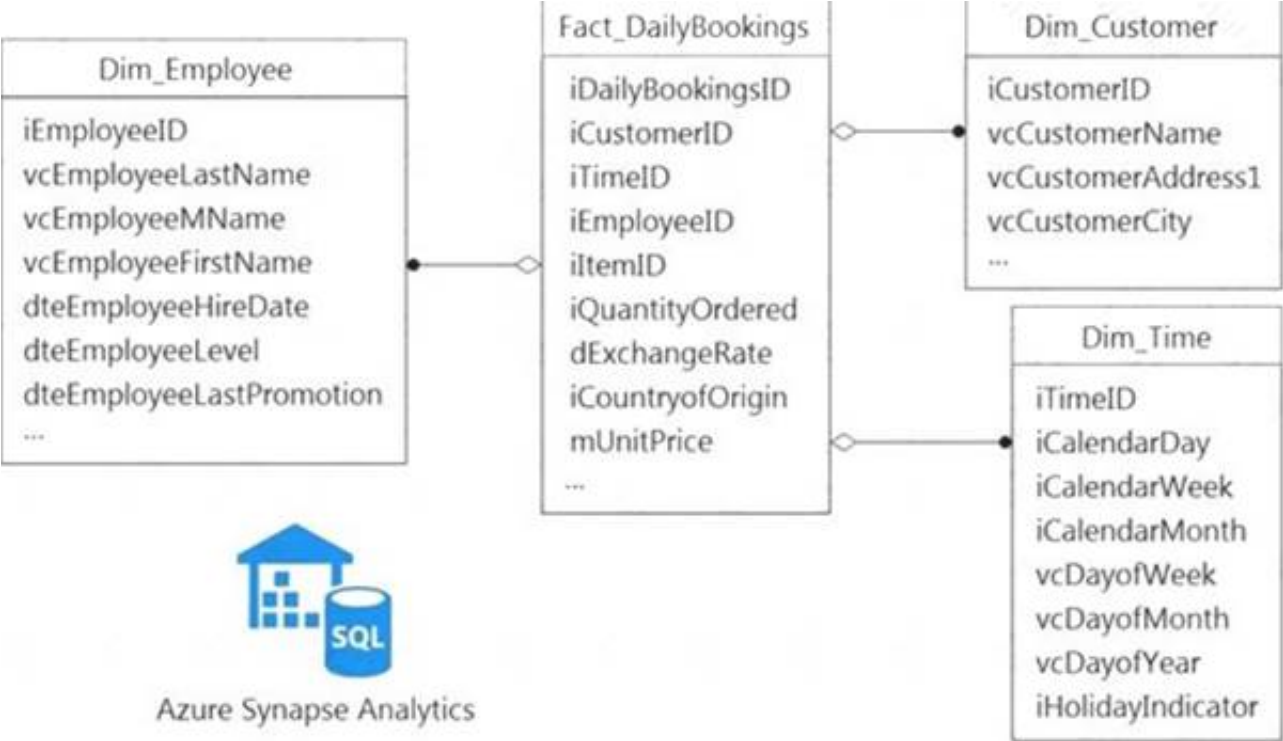 Dim_Employee
iEmployeeID
vcEmployeeLastName
vcEmployeeMName
vcEmployeeFirstName
dteEmployeeHireDate
dteEmployeeLevel
dteEmployeeLastPromotion
...
Fact_DailyBookings
iDailyBookingsID
iCustomerID
iTimeID
iEmployeeID
iItemID
iQuantityOrdered
dExchangeRate
iCountryofOrigin
mUnitPrice
...
Dim_Customer
iCustomerID
vcCustomerName
vcCustomerAddress1
vcCustomerCity
...
Dim_Time
iTimeID
iCalendarDay
iCalendarWeek
iCalendarMonth
vcDayofWeek
vcDayofMonth
vcDayofYear
iHolidayIndicator
SQL
Azure Synapse Analytics